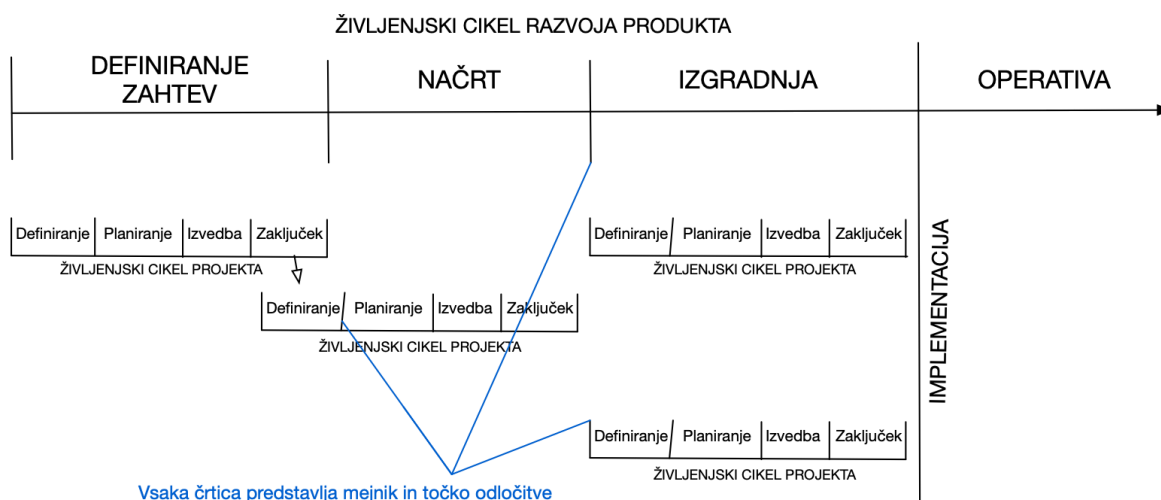 ŽIVLJENJSKI CIKEL RAZVOJA PRODUKTA
DEFINIRANJE
ZAHTEV
NAČRT
IZGRADNJA
OPERATIVA
Definiranje Planiranje Izvedba Zaključek
ŽIVLJENJSKI CIKEL PROJEKTA
Definiranje Planiranje Izvedba Zaključek
ŽIVLJENJSKI CIKEL PROJEKTA
Definiranje Planiranje Izvedba Zaključek
ŽIVLJENJSKI CIKEL PROJEKTA
Definiranje Planiranje Izvedba Zaključek
ŽIVLJENJSKI CIKEL PROJEKTA
IMPLEMENTACIJA
Vsaka črtica predstavlja mejnik in točko odločitve